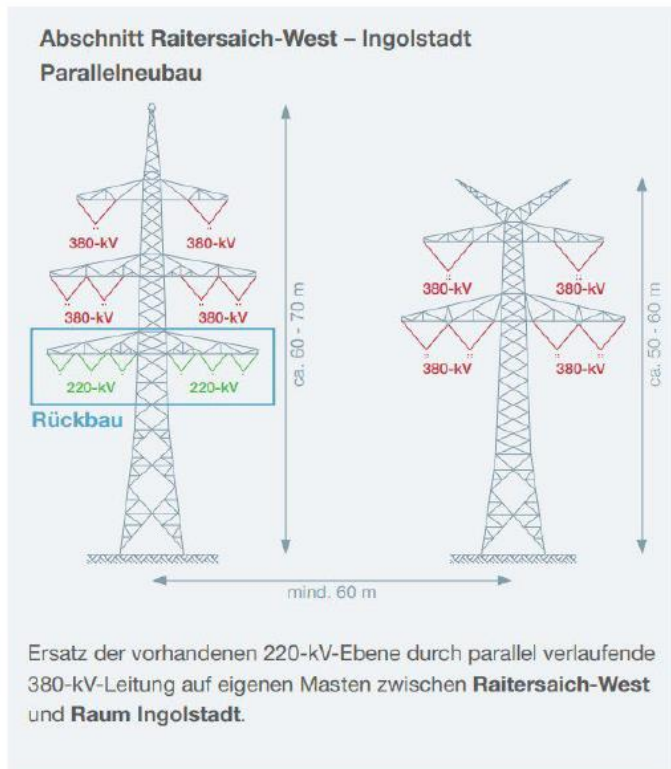 Abschnitt Raitersaich-West – Ingolstadt
Parallelneubau
380-kV 380-kV
380-kV 380-kV
220-kV 220-kV
Rückbau
ca. 60 - 70 m
380-kV 380-kV
380-kV 380-kV
ca. 50 - 60 m
mind. 60 m
Ersatz der vorhandenen 220-kV-Ebene durch parallel verlaufende
380-kV-Leitung auf eigenen Masten zwischen Raitersaich-West
und Raum Ingolstadt.